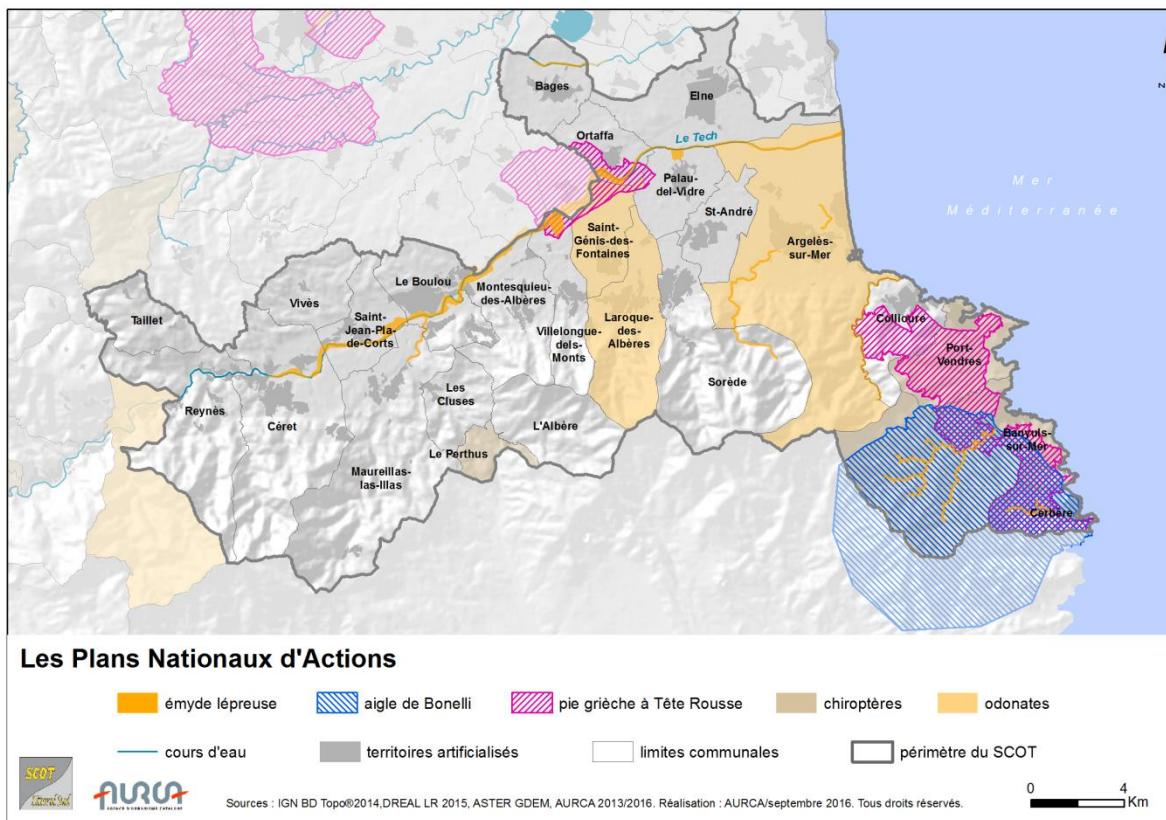 Bages
Elne
Ortaffa
Le Tech
Palau-
del-Vidre
St-André
Mer
Méditerranée
Saint-
Génis-des-
Fontaines
Argelès-
sur-Mer
Le Boulou
Montesquieu-
des-Albères
Vivès
Taillet
Saint-
Jean-Pla-
de-Corts
Laroque-
des-
Albères
Villelongue-
dels-
Monts
Collioure
Port-
Vendres
Sorède
Les
Cluses
Reynès
Céret
L'Albère
Le Perthus
Banyuls-
sur-Mer
Maureillas-
las-Illas
Cerbère
z
Les Plans Nationaux d'Actions
émyde lépreuse
aigle de Bonelli
pie grièche à Tête Rousse
chiroptères
odonates
cours d'eau
territoires artificialisés
limites communales
périmètre du SCOT
SCOT
Littoral Sud
AURCA
AGENCE D'URBANISME CATALANE
Sources : IGN BD Topo®2014,DREAL LR 2015, ASTER GDEM, AURCA 2013/2016. Réalisation : AURCA/septembre 2016. Tous droits réservés.
0 4
Km